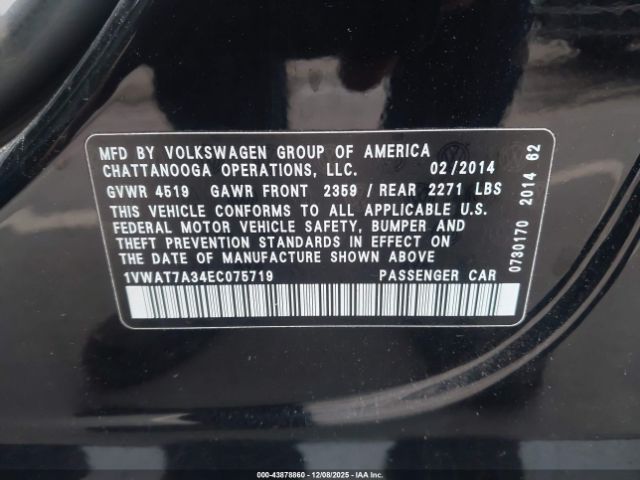 MFD BY VOLKSWAGEN GROUP OF AMERICA
CHATTANOOGA OPERATIONS, LLC. 02/2014
GVWR 4519 GAWR FRONT 2359 / REAR 2271 LBS
THIS VEHICLE CONFORMS TO ALL APPLICABLE U.S.
FEDERAL MOTOR VEHICLE SAFETY, BUMPER AND
THEFT PREVENTION STANDARDS IN EFFECT ON
THE DATE OF MANUFACTURE SHOWN ABOVE
1VWAT7A34EC075719 PASSENGER CAR
0730170 2014 62
000-43878860 - 12/08/2025 - IAAI.com